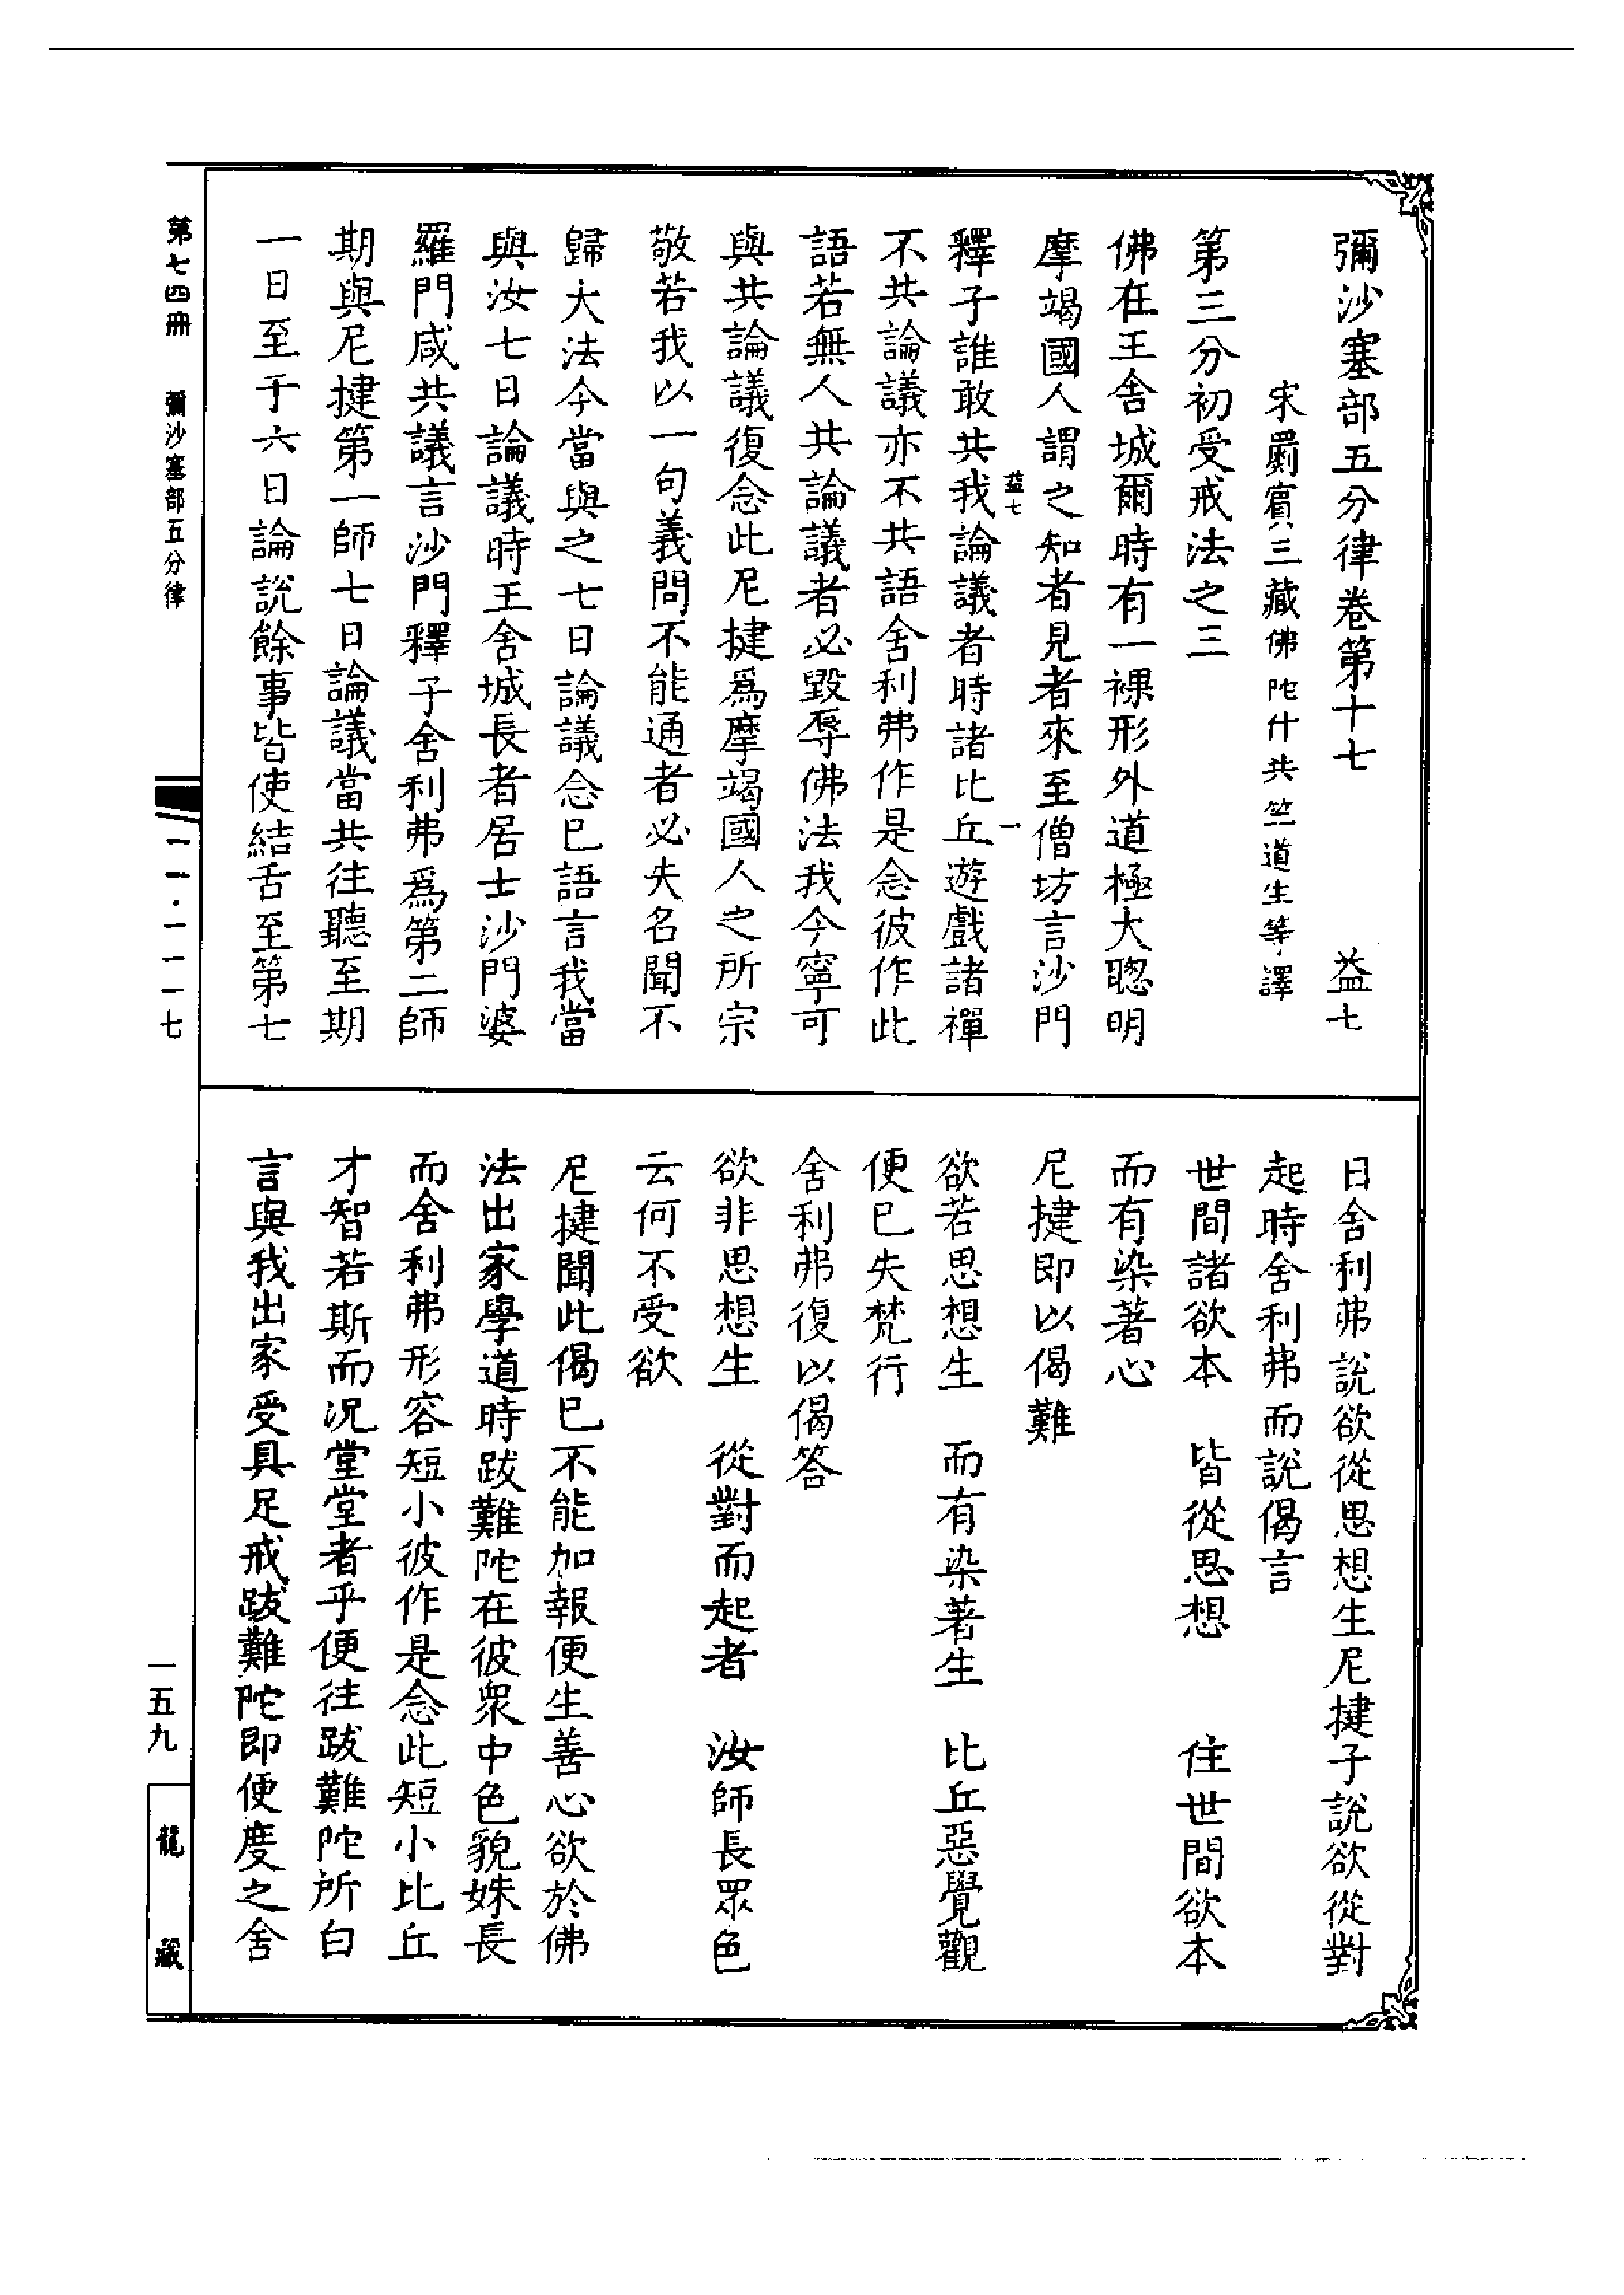 彌沙塞部五分律卷第十七 益七
宋罽賓三藏佛陀什共竺道生等譯
第三分初受戒法之三
佛在王舍城爾時有一裸形外道極大聰明
摩竭國人謂之知者見者來至僧坊言沙門
益七 一
釋子誰敢共我論議者時諸比丘遊戲諸禪
不共論議亦不共語舍利弗作是念彼作此
語若無人共論議者必毀辱佛法我今寧可
與共論議復念此尼揵為摩竭國人之所宗
敬若我以一句義問不能通者必失名聞不
歸大法今當與之七日論議念已語言我當
與汝七日論議時王舍城長者居士沙門婆
羅門咸共議言沙門釋子舍利弗為第二師
期與尼揵第一師七日論議當共往聽至期
一日至于六日論說餘事皆使結舌至第七
日舍利弗說欲從思想生尼揵子說欲從對
起時舍利弗而說偈言
世間諸欲本 皆從思想 住世間欲本
而有染著心
尼揵即以偈難
欲若思想生 而有染著生 比丘惡覺觀
便已失梵行
舍利弗復以偈答
欲非思想生 從對而起者 汝師長眾色
云何不受欲
尼揵聞此偈已不能加報便生善心欲於佛
法出家學道時跋難陀在彼眾中色貌姝長
而舍利弗形容短小彼作是念此短小比丘
才智若斯而況堂堂者乎便往跋難陀所白
言與我出家受具足戒跋難陀即便度之舍
第七四冊 彌沙塞部五分律
一一·一一一七
一五九
龍藏